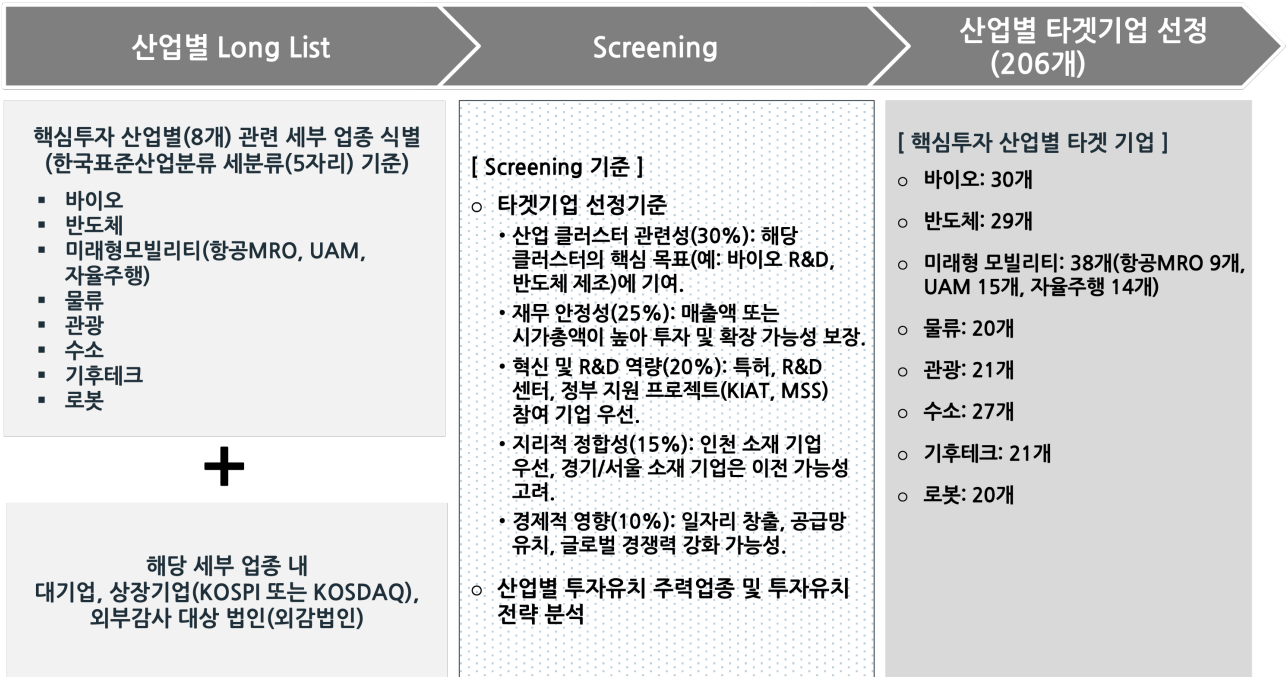 산업별 Long List
Screening
산업별 타겟기업 선정
(206개)
핵심투자 산업별(8개) 관련 세부 업종 식별
(한국표준산업분류 세분류(5자리) 기준)
▪ 바이오
▪ 반도체
▪ 미래형모빌리티(항공MRO, UAM,
자율주행)
▪ 물류
▪ 관광
▪ 수소
▪ 기후테크
▪ 로봇
+
해당 세부 업종 내
대기업, 상장기업(KOSPI 또는 KOSDAQ),
외부감사 대상 법인(외감법인)
[ Screening 기준 ]
○ 타겟기업 선정기준
• 산업 클러스터 관련성(30%): 해당
클러스터의 핵심 목표(예: 바이오 R&D,
반도체 제조)에 기여.
• 재무 안정성(25%): 매출액 또는
시가총액이 높아 투자 및 확장 가능성 보장.
• 혁신 및 R&D 역량(20%): 특허, R&D
센터, 정부 지원 프로젝트(KIAT, MSS)
참여 기업 우선.
• 지리적 정합성(15%): 인천 소재 기업
우선, 경기/서울 소재 기업은 이전 가능성
고려.
• 경제적 영향(10%): 일자리 창출, 공급망
유치, 글로벌 경쟁력 강화 가능성.
○ 산업별 투자유치 주력업종 및 투자유치
전략 분석
[ 핵심투자 산업별 타겟 기업 ]
○ 바이오: 30개
○ 반도체: 29개
○ 미래형 모빌리티: 38개(항공MRO 9개,
UAM 15개, 자율주행 14개)
○ 물류: 20개
○ 관광: 21개
○ 수소: 27개
○ 기후테크: 21개
○ 로봇: 20개